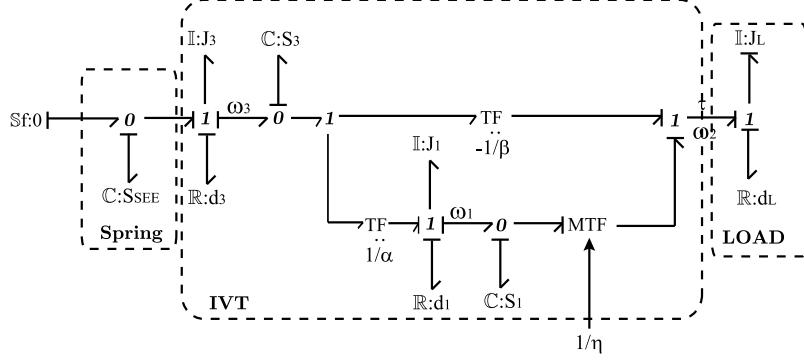 𝕀:J3
ℂ:S3
𝕀:JL
𝕊f:0
0
1
ω3
0
1
TF
‥
-1/β
1
τ
ω2
1
𝕀:J1
ℂ:SSEE
ℝ:d3
ℝ:dL
Spring
TF
‥
1/α
1
ω1
0
MTF
LOAD
IVT
ℝ:d1
ℂ:S1
1/η